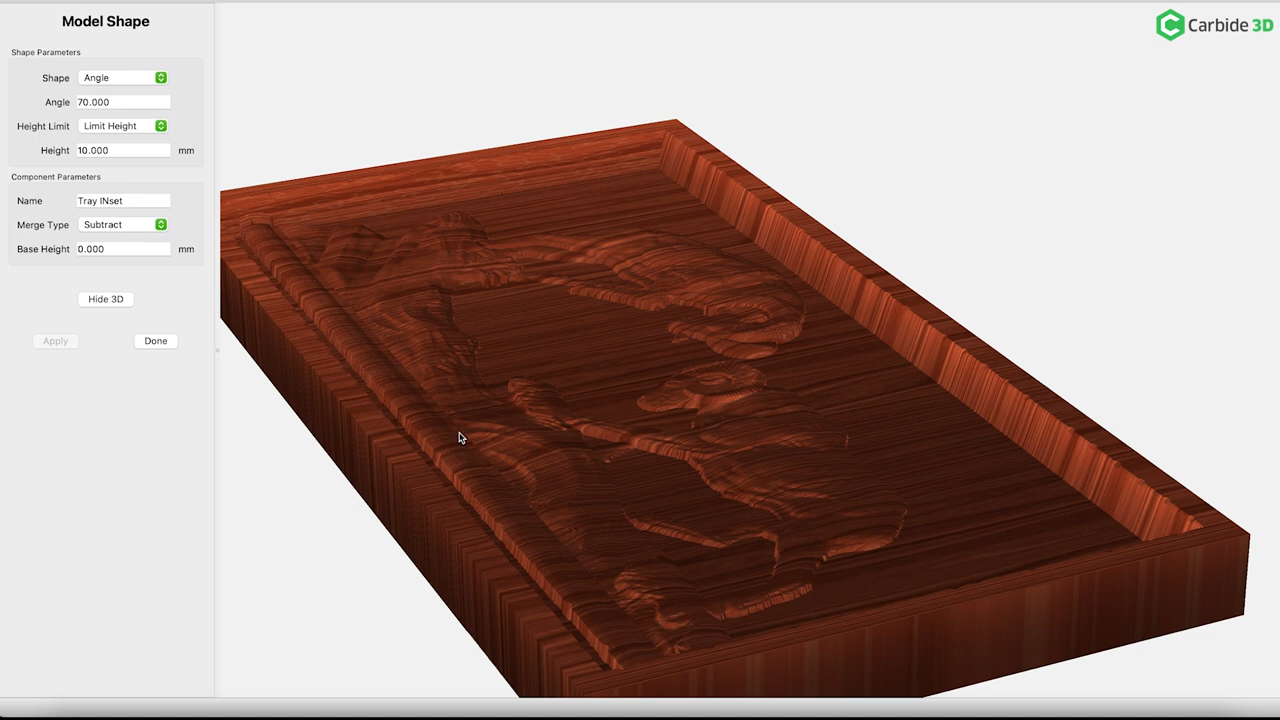 Model Shape
Carbide 3D
Shape Parameters
Shape Angle
Angle 70.000
Height Limit Limit Height
Height 10.000 mm
Component Parameters
Name Tray INset
Merge Type Subtract
Base Height 0.000 mm
Hide 3D
Apply Done